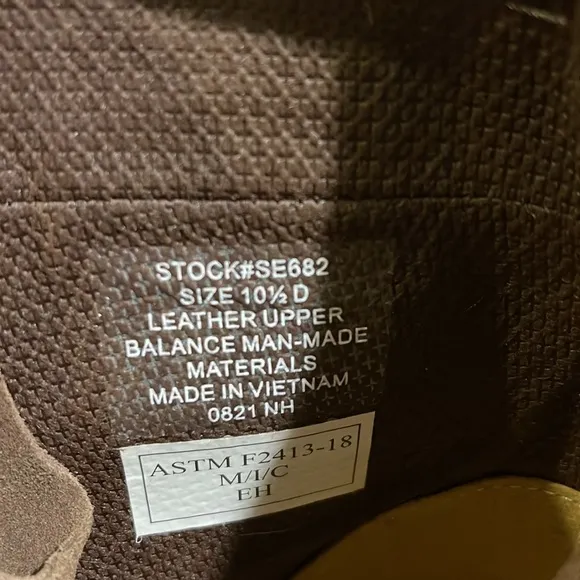 STOCK#SE682
SIZE 10½ D
LEATHER UPPER
BALANCE MAN-MADE
MATERIALS
MADE IN VIETNAM
0821 NH
ASTM F2413-18
M/I/C
EH